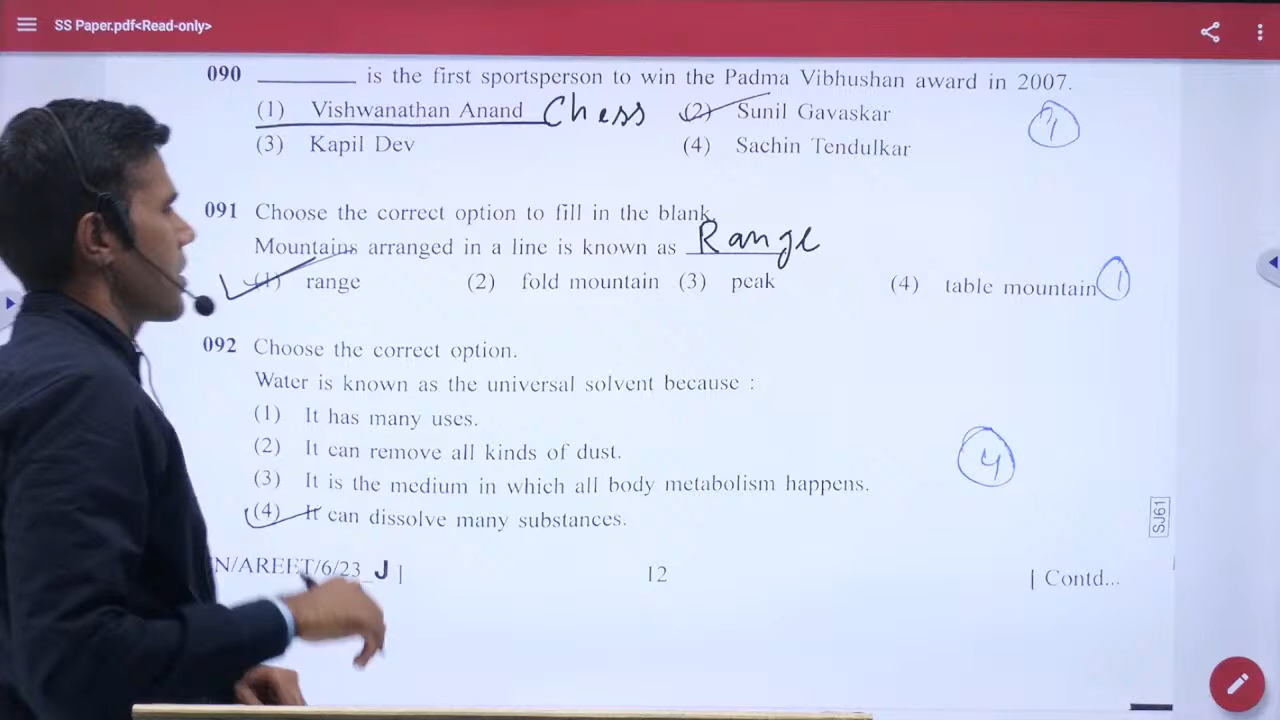 SS Paper.pdf<Read-only>
090 ________ is the first sportsperson to win the Padma Vibhushan award in 2007.
(1) Vishwanathan Anand Chess (2) Sunil Gavaskar
1
(3) Kapil Dev (4) Sachin Tendulkar
091 Choose the correct option to fill in the blank.
Mountains arranged in a line is known as Range
(1) range (2) fold mountain (3) peak (4) table mountain 1
092 Choose the correct option.
Water is known as the universal solvent because :
(1) It has many uses.
(2) It can remove all kinds of dust.
4
(3) It is the medium in which all body metabolism happens.
(4) It can dissolve many substances.
SJ61
N/AREET/6/23_J | 12 | Contd...